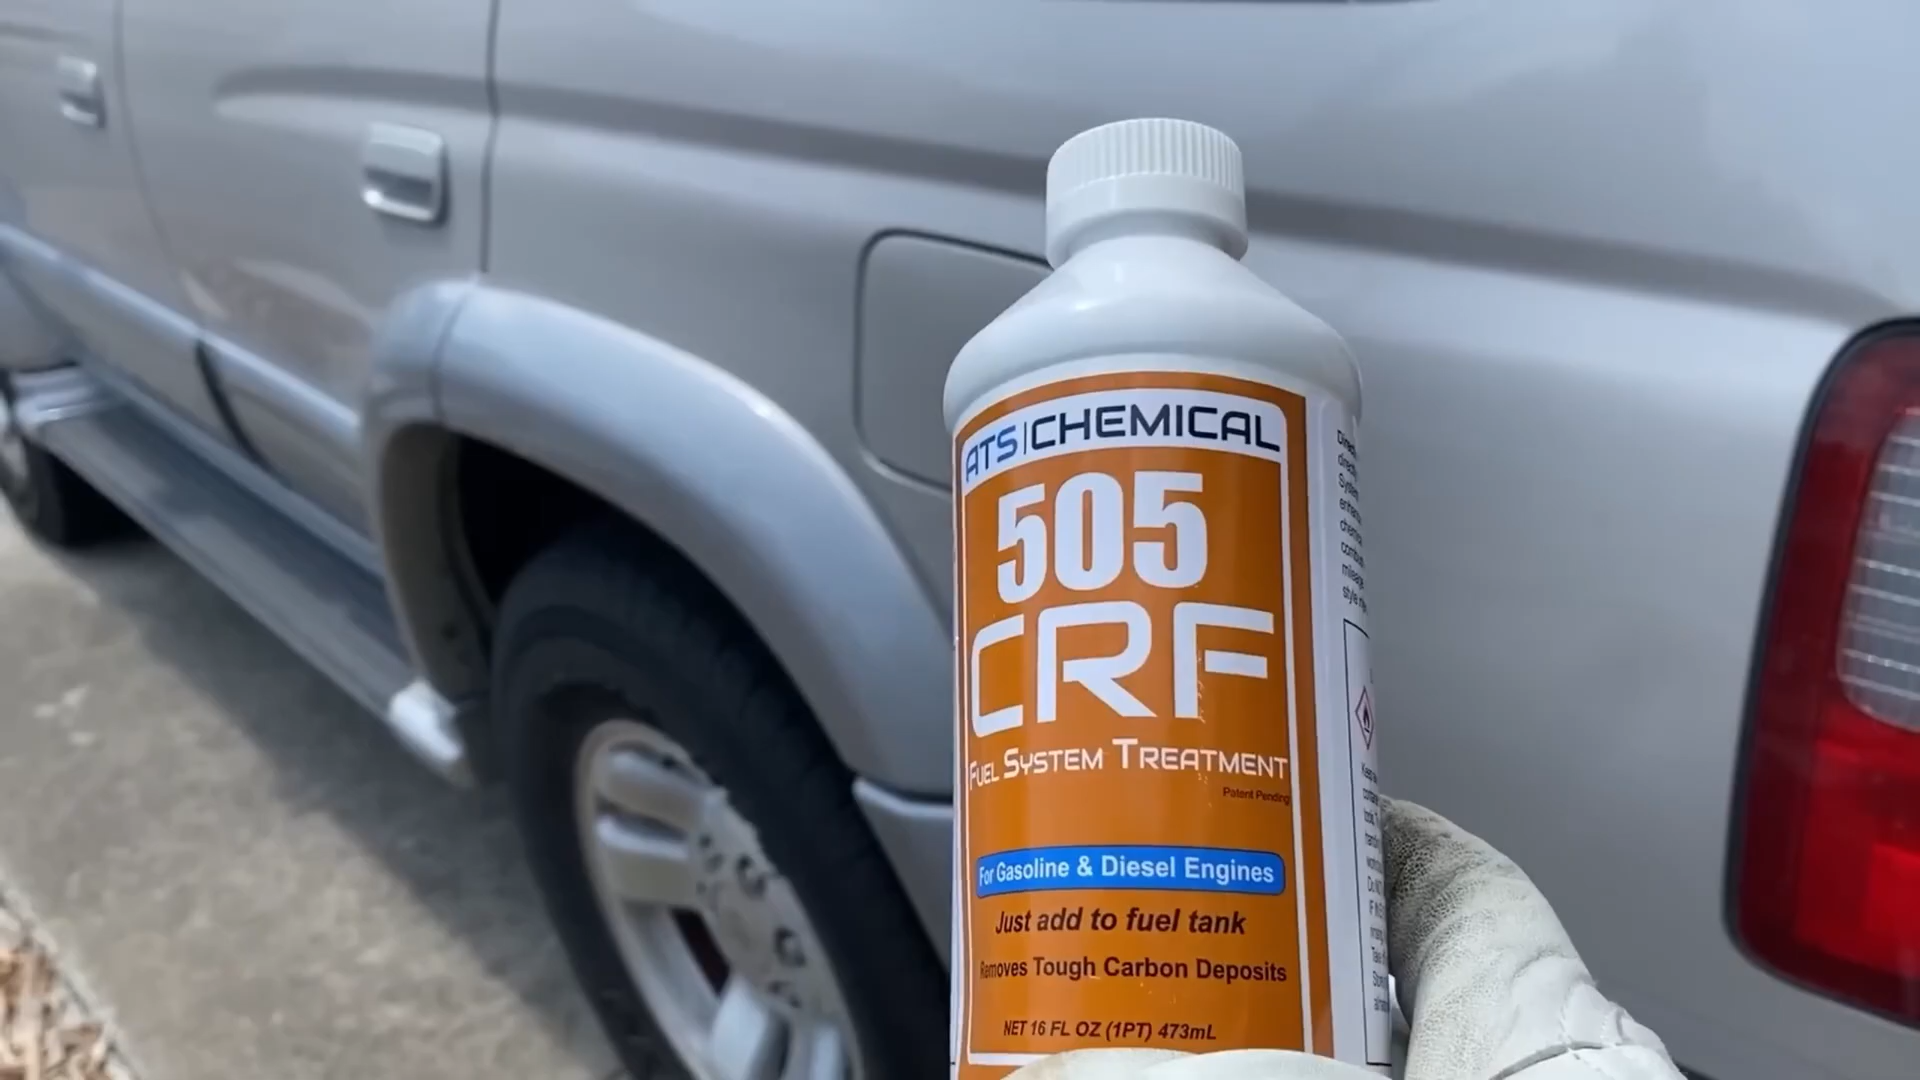 ATS|CHEMICAL
505
CRF
FUEL SYSTEM TREATMENT
Patent Pending
For Gasoline & Diesel Engines
Just add to fuel tank
Removes Tough Carbon Deposits
NET 16 FL OZ (1PT) 473mL